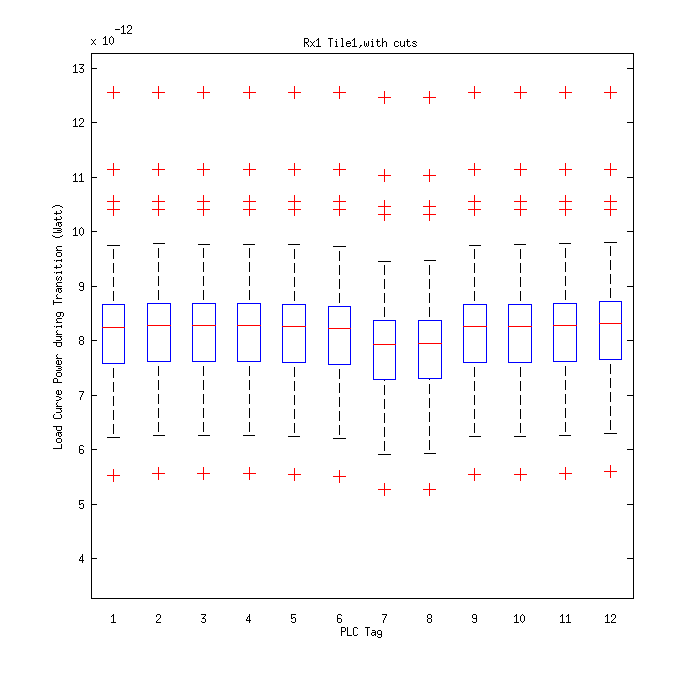 x 10^-12
Rx1 Tile1,with cuts
13
12
11
10
9
8
7
6
5
4
Load Curve Power during Transition (Watt)
1 2 3 4 5 6 7 8 9 10 11 12
PLC Tag